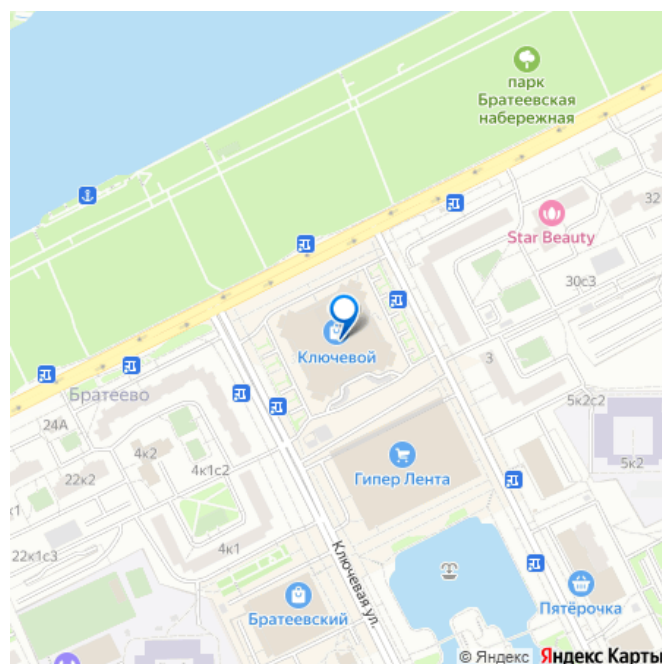 парк
Братеевская
набережная
32
Star Beauty
30с3
Ключевой
3
Братеево
24А
5к2с2
4к2
4к1с2
5к2
22к2
Гипер Лента
к1
22к1с3
4к1
Ключевая ул.
Братеевский
Пятёрочка
© Яндекс Яндекс Карты